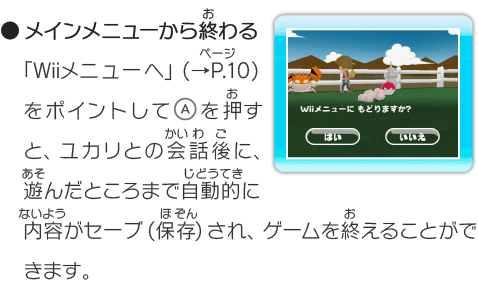 ● メインメニューから終わる
「Wiiメニューへ」(→P.10)
をポイントしてⒶを押す
と、ユカリとの会話後に、
遊んだところまで自動的に
内容がセーブ(保存)され、ゲームを終えることがで
きます。
Wiiメニューに もどりますか?
はい いいえ